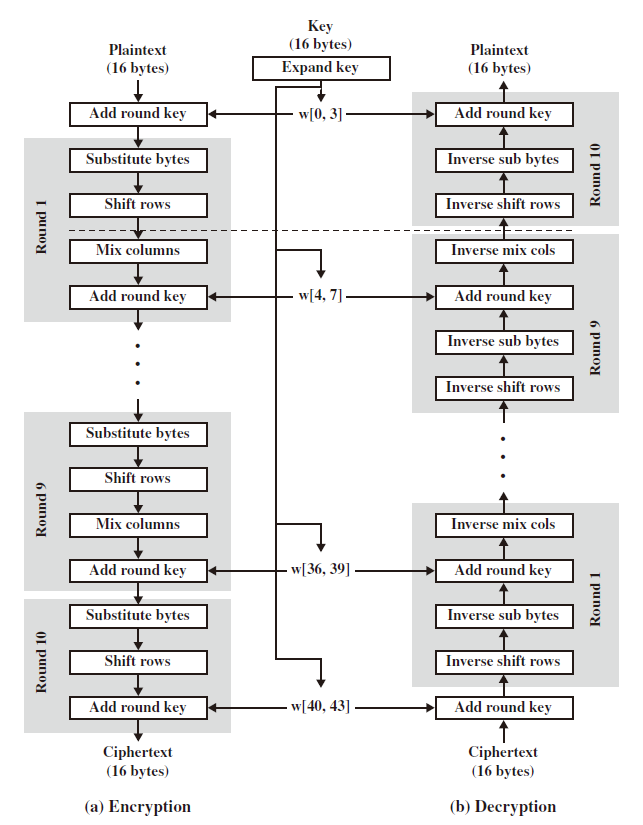 Key
(16 bytes)
Expand key
Plaintext
(16 bytes)
Add round key
Round 1
Substitute bytes
Shift rows
Mix columns
Add round key
. . .
Round 9
Substitute bytes
Shift rows
Mix columns
Add round key
Round 10
Substitute bytes
Shift rows
Add round key
Ciphertext
(16 bytes)
(a) Encryption
w[0, 3]
w[4, 7]
w[36, 39]
w[40, 43]
Plaintext
(16 bytes)
Add round key
Inverse sub bytes
Inverse shift rows
Round 10
Inverse mix cols
Add round key
Inverse sub bytes
Inverse shift rows
Round 9
. . .
Inverse mix cols
Add round key
Inverse sub bytes
Inverse shift rows
Round 1
Add round key
Ciphertext
(16 bytes)
(b) Decryption